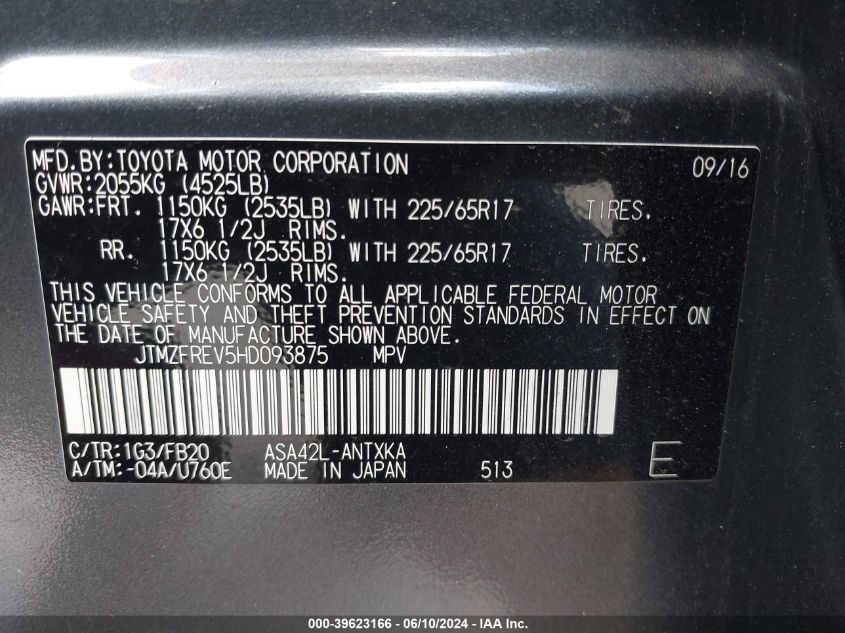 MFD.BY:TOYOTA MOTOR CORPORATION 09/16
GVWR:2055KG (4525LB)
GAWR:FRT. 1150KG (2535LB) WITH 225/65R17 TIRES.
17X6 1/2J RIMS.
RR. 1150KG (2535LB) WITH 225/65R17 TIRES.
17X6 1/2J RIMS.
THIS VEHICLE CONFORMS TO ALL APPLICABLE FEDERAL MOTOR
VEHICLE SAFETY AND THEFT PREVENTION STANDARDS IN EFFECT ON
THE DATE OF MANUFACTURE SHOWN ABOVE.
JTMZFREV5HD093875 MPV
C/TR:1G3/FB20 ASA42L-ANTXKA
A/TM:-04A/U760E MADE IN JAPAN 513 E
000-39623166 - 06/10/2024 - IAA Inc.